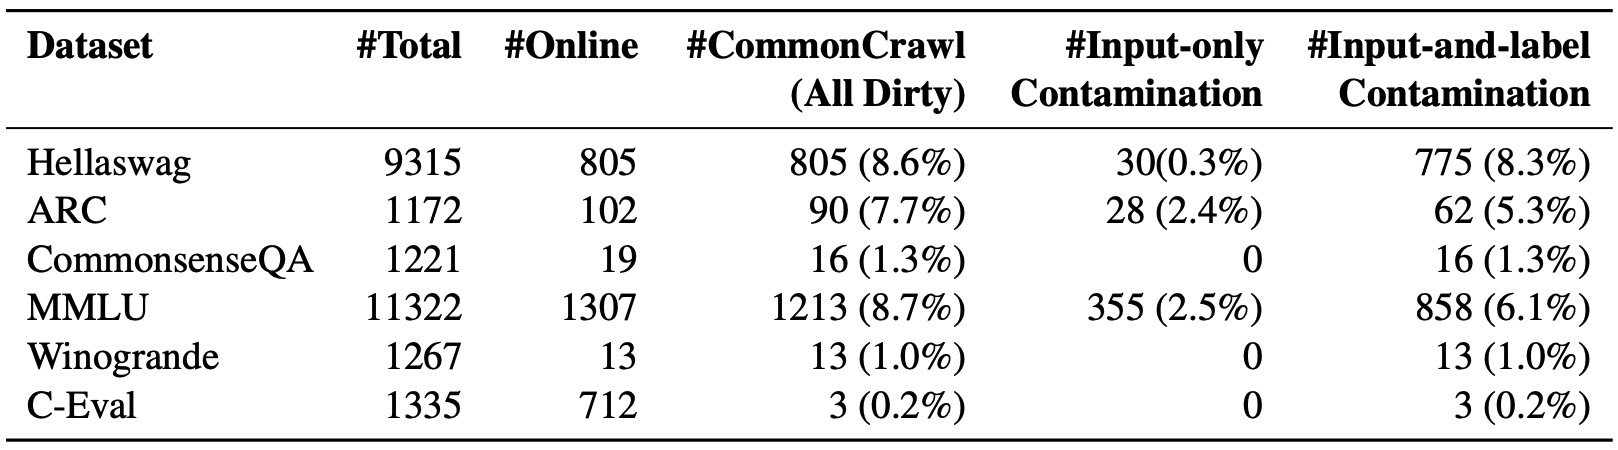 Dataset #Total #Online #CommonCrawl #Input-only #Input-and-label
(All Dirty) Contamination Contamination
Hellaswag 9315 805 805 (8.6%) 30(0.3%) 775 (8.3%)
ARC 1172 102 90 (7.7%) 28 (2.4%) 62 (5.3%)
CommonsenseQA 1221 19 16 (1.3%) 0 16 (1.3%)
MMLU 11322 1307 1213 (8.7%) 355 (2.5%) 858 (6.1%)
Winogrande 1267 13 13 (1.0%) 0 13 (1.0%)
C-Eval 1335 712 3 (0.2%) 0 3 (0.2%)